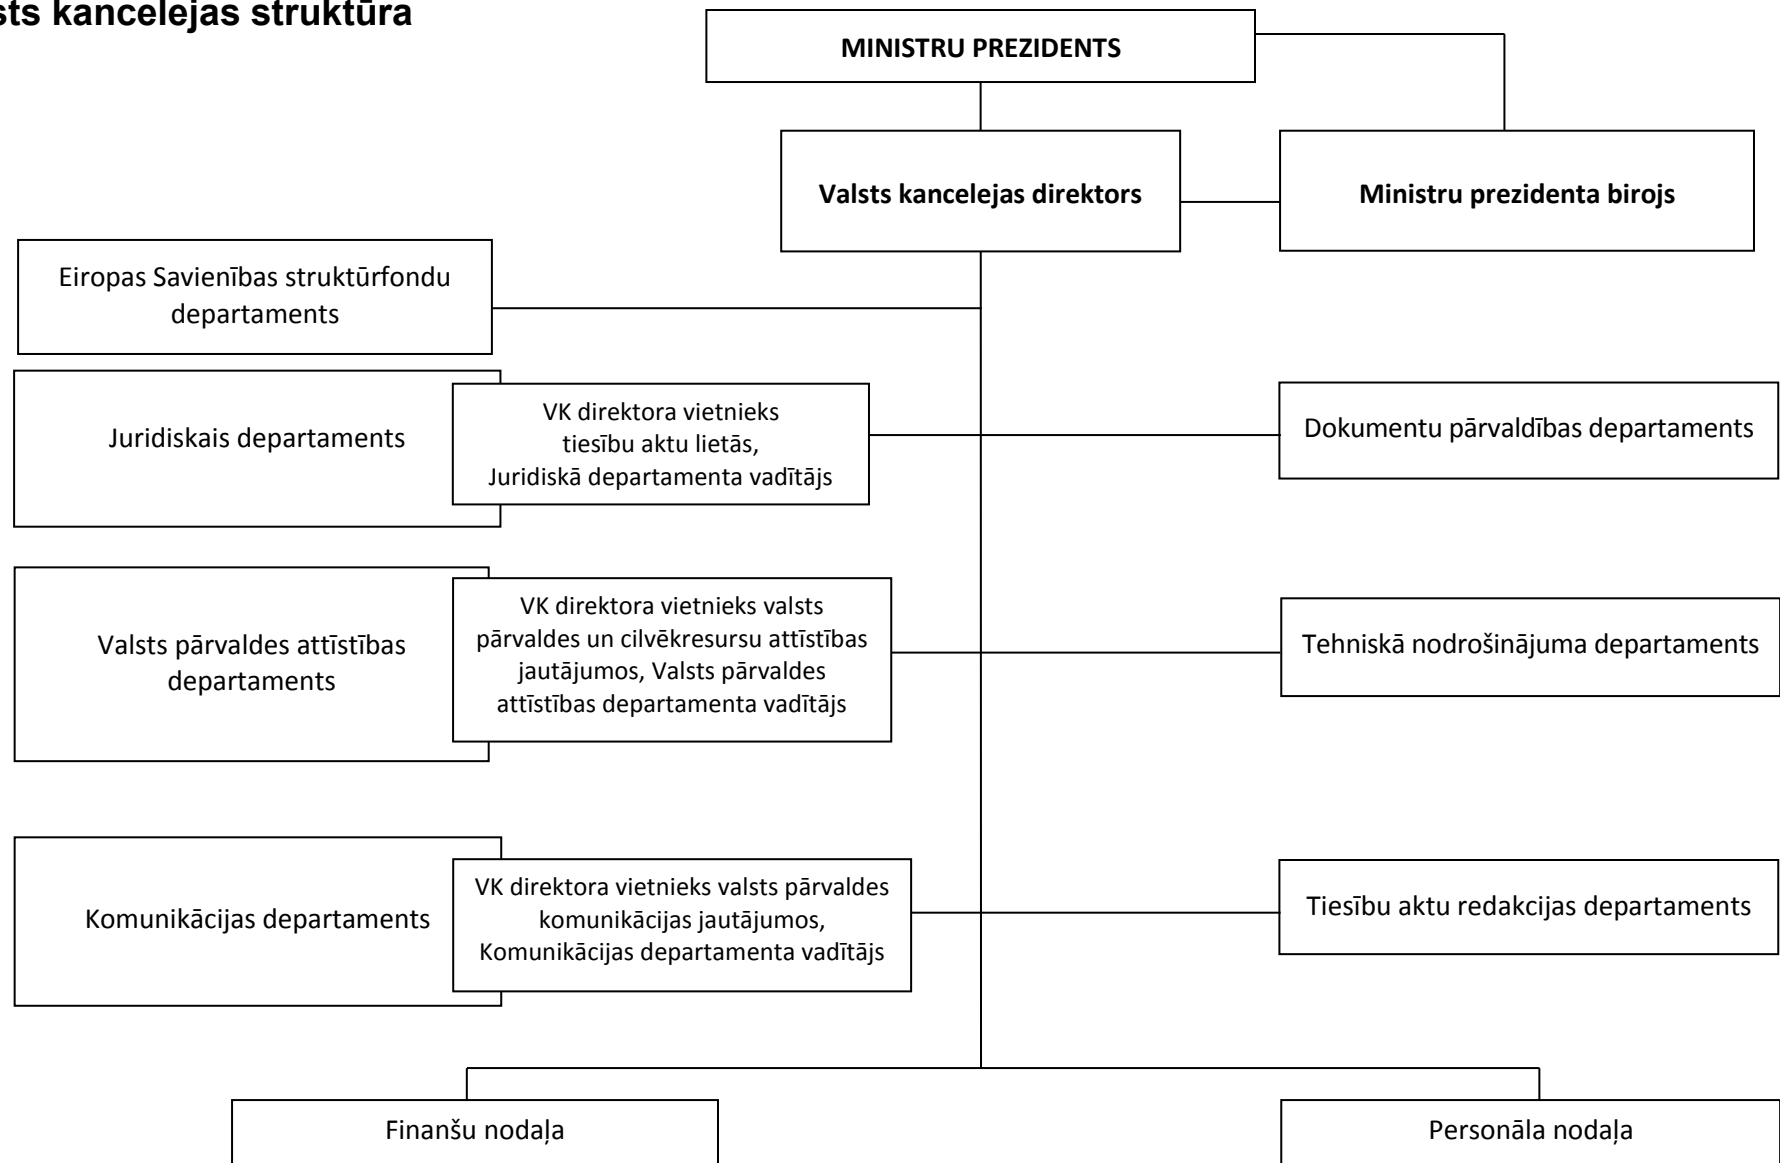 sts kancelejas struktūra
MINISTRU PREZIDENTS
Valsts kancelejas direktors
Ministru prezidenta birojs
Eiropas Savienības struktūrfondu
departaments
Juridiskais departaments
VK direktora vietnieks
tiesību aktu lietās,
Juridiskā departamenta vadītājs
Dokumentu pārvaldības departaments
Valsts pārvaldes attīstības
departaments
VK direktora vietnieks valsts
pārvaldes un cilvēkresursu attīstības
jautājumos, Valsts pārvaldes
attīstības departamenta vadītājs
Tehniskā nodrošinājuma departaments
Komunikācijas departaments
VK direktora vietnieks valsts pārvaldes
komunikācijas jautājumos,
Komunikācijas departamenta vadītājs
Tiesību aktu redakcijas departaments
Finanšu nodaļa
Personāla nodaļa